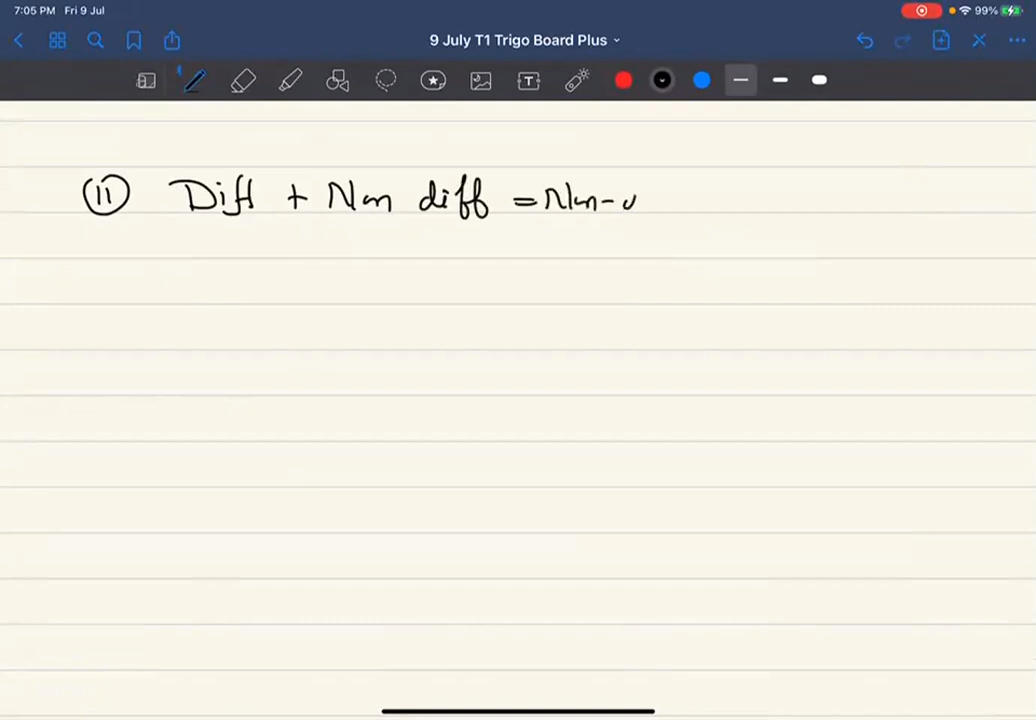 7:05 PM Fri 9 Jul 99%
9 July T1 Trigo Board Plus
T
(11) Diff + Non diff = Non-